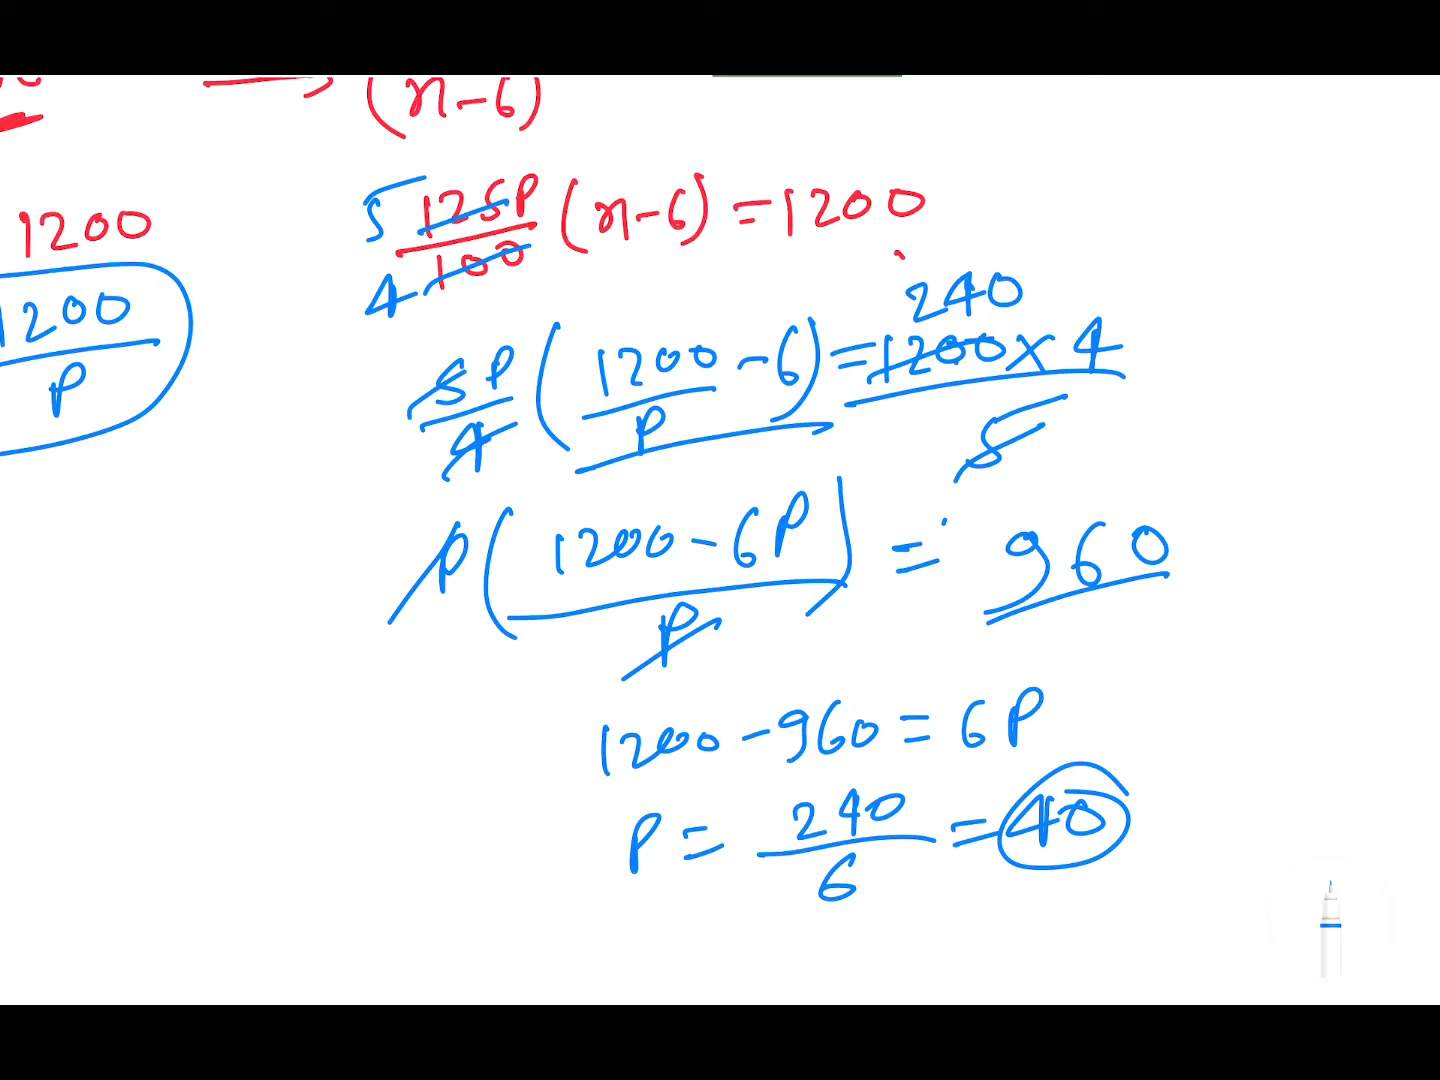 (n-6)
1200
5 125P/100 (n-6) = 1200
4
1200/P
240
5P/4 (1200/P - 6) = 1200 × 4/5
P(1200 - 6P/P) = 960
1200 - 960 = 6P
P = 240/6 = 40